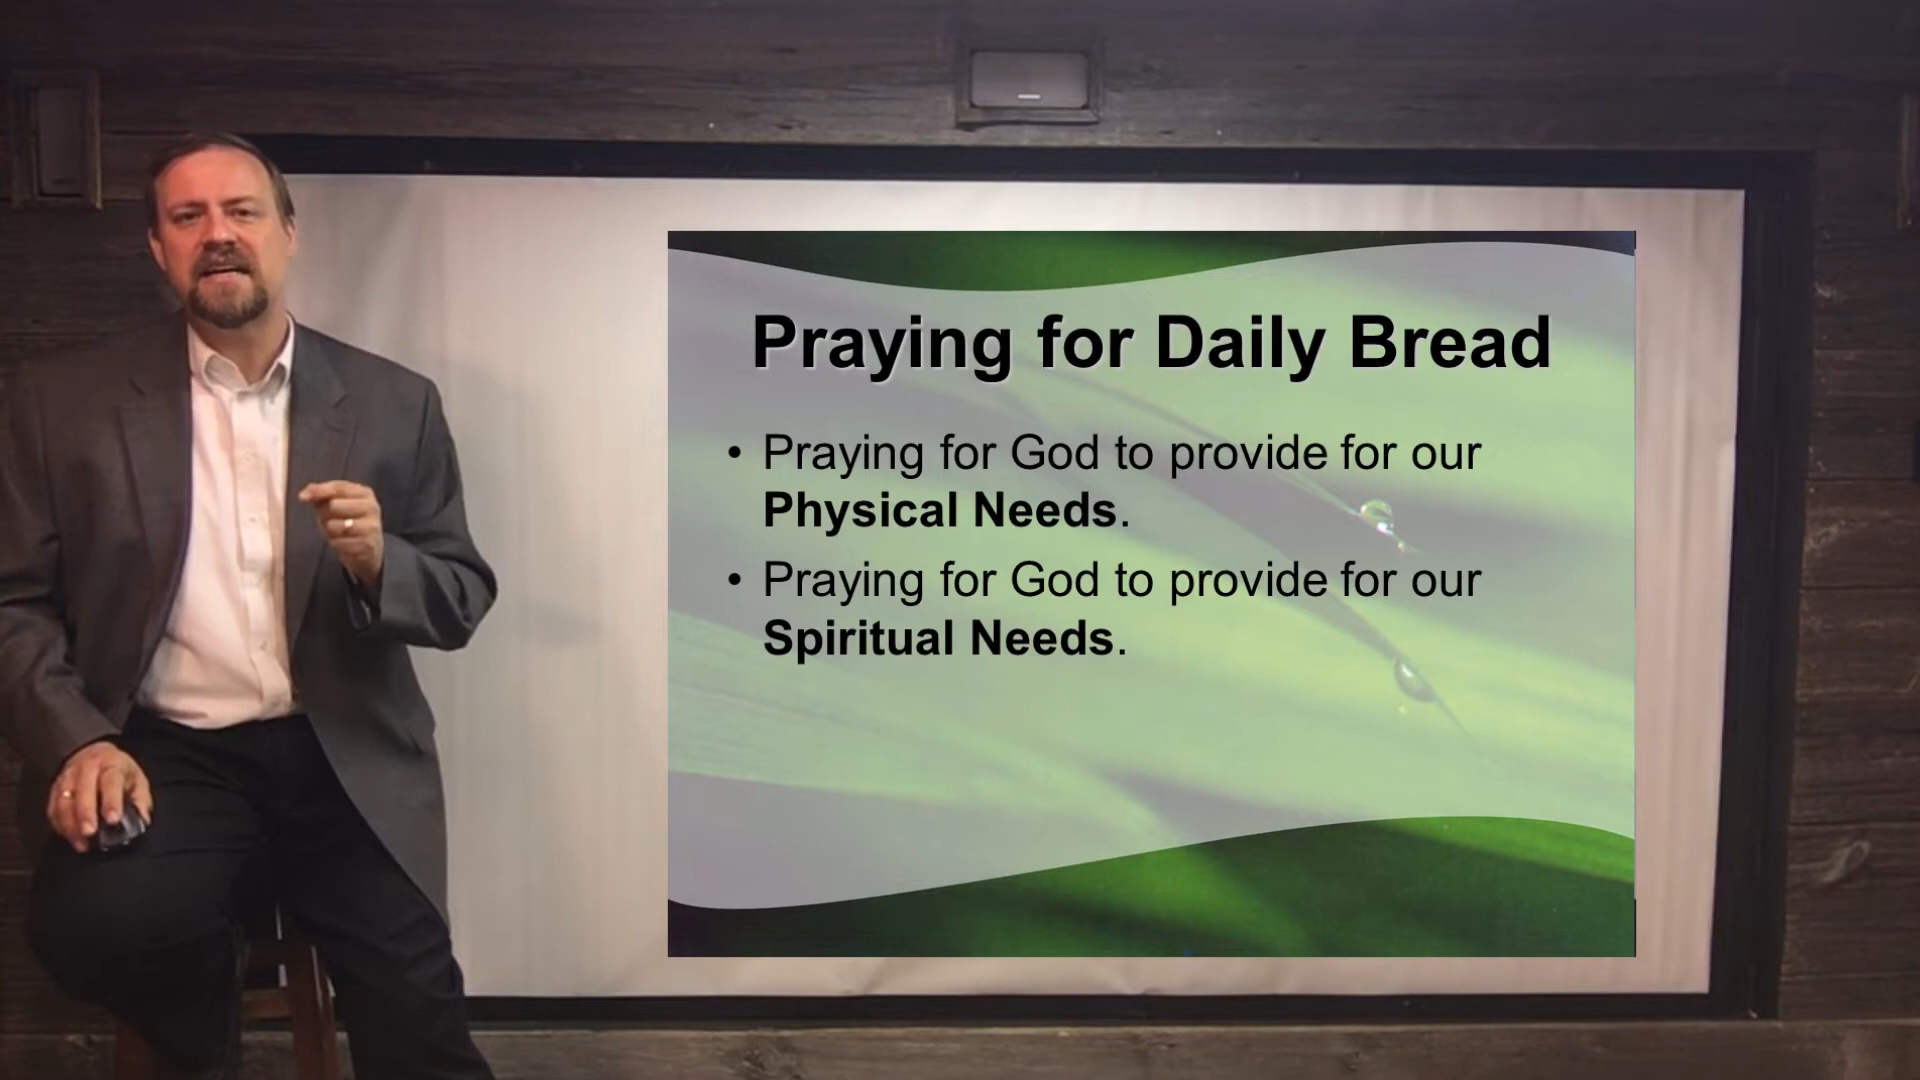 Praying for Daily Bread
• Praying for God to provide for our
Physical Needs.
• Praying for God to provide for our
Spiritual Needs.